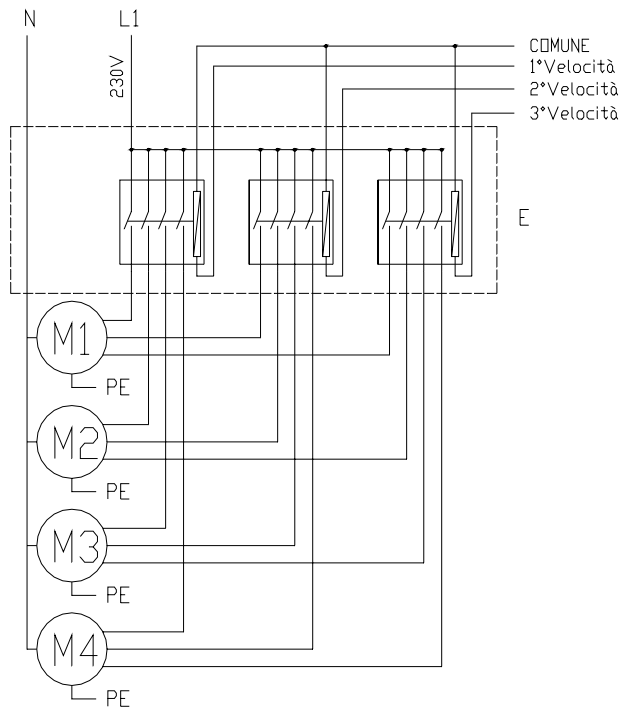 N
L1
COMUNE
1°Velocità
2°Velocità
3°Velocità
230V
E
M1
PE
M2
PE
M3
PE
M4
PE